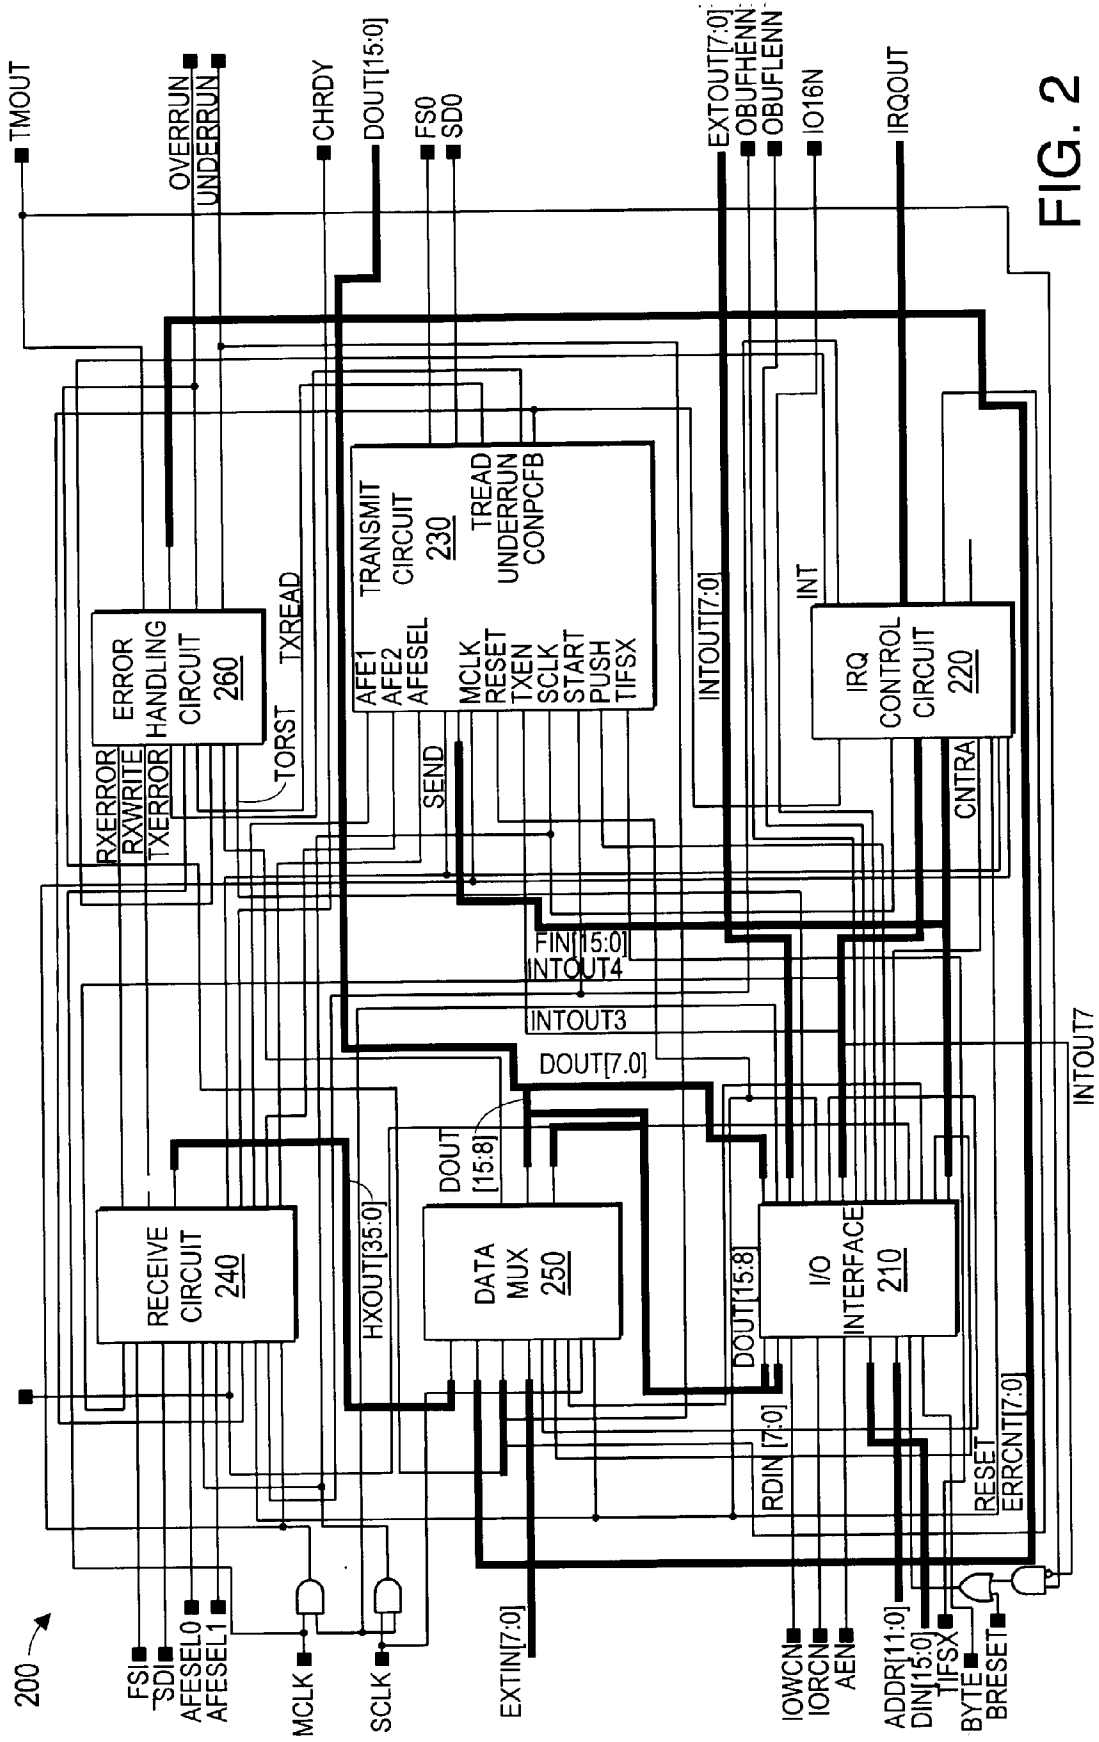 200
FSI
SDI
AFESEL0
AFESEL1
MCLK
SCLK
EXTIN[7:0]
IOWCN
IORCN
AEN
ADDR[11:0]
DIN[15:0]
TIFSX
BYTE
BRESET
RECEIVE
CIRCUIT
240
HXOUT[35:0]
DATA
MUX
250
DOUT
[15:8]
DOUT[7.0]
DOUT[15:8]
RDIN [7:0]
I/O
INTERFACE
210
RESET
ERRCNT[7:0]
INTOUT7
RXERROR
RXWRITE
TXERROR
ERROR
HANDLING
CIRCUIT
260
TORST
TXREAD
SEND
FIN[15:0]
INTOUT4
INTOUT3
AFE1
AFE2
AFESEL
MCLK
RESET
TXEN
SCLK
START
PUSH
TIFSX
TRANSMIT
CIRCUIT
230
TREAD
UNDERRUN
CONPCFB
INTOUT[7:0]
INT
IRQ
CONTROL
CIRCUIT
220
CNTRA
TMOUT
OVERRUN
UNDERRUN
CHRDY
DOUT[15:0]
FS0
SD0
EXTOUT[7:0]
OBUFHENN
OBUFLENN
IO16N
IRQOUT
FIG. 2